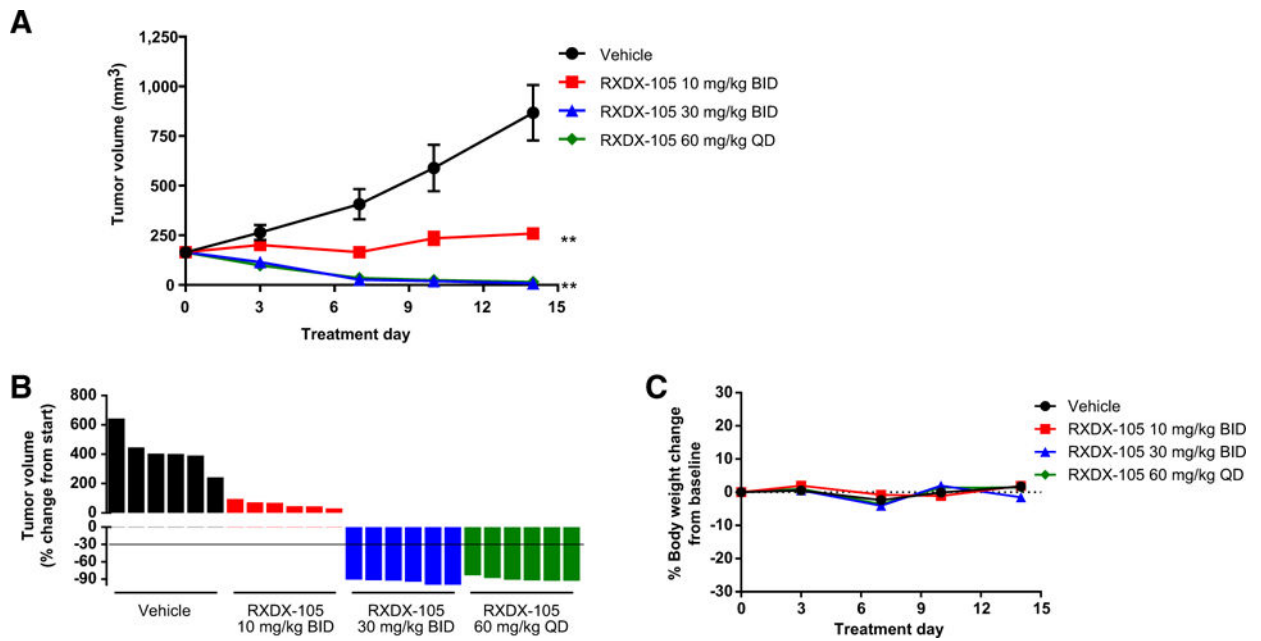 A
1,250
1,000
750
500
250
0
Tumor volume (mm3)
0 3 6 9 12 15
Treatment day
Vehicle
RXDX-105 10 mg/kg BID
RXDX-105 30 mg/kg BID
RXDX-105 60 mg/kg QD
**
**
B
800
600
400
200
0
0
-30
-60
-90
Tumor volume
(% change from start)
Vehicle
RXDX-105
10 mg/kg BID
RXDX-105
30 mg/kg BID
RXDX-105
60 mg/kg QD
C
30
20
10
0
-10
-20
-30
% Body weight change
from baseline
0 3 6 9 12 15
Treatment day
Vehicle
RXDX-105 10 mg/kg BID
RXDX-105 30 mg/kg BID
RXDX-105 60 mg/kg QD